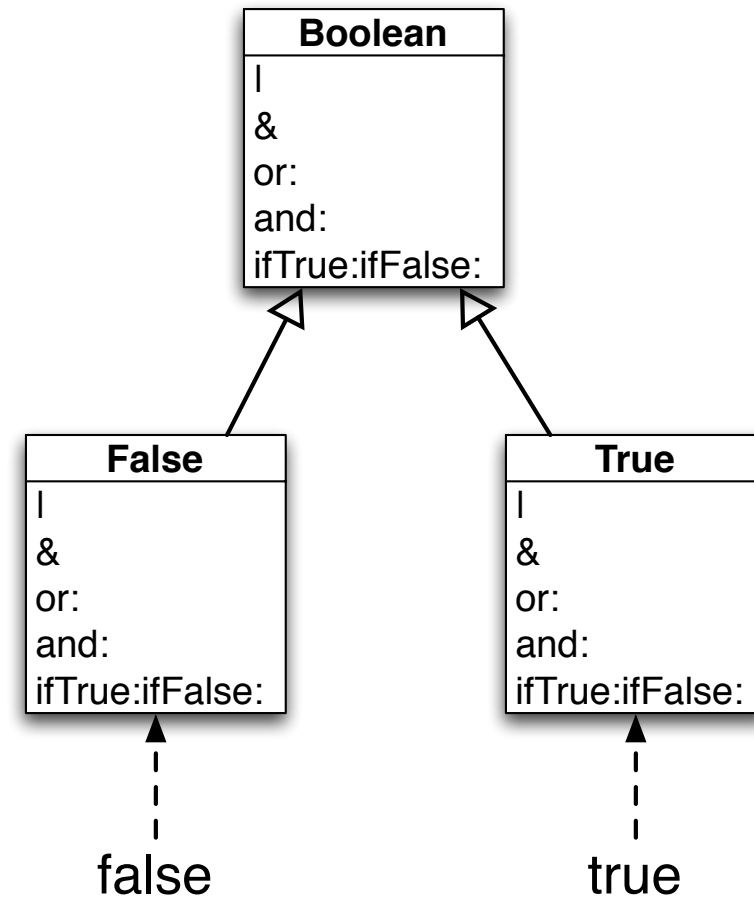 Boolean
|
&
or:
and:
ifTrue:ifFalse:
False
|
&
or:
and:
ifTrue:ifFalse:
True
|
&
or:
and:
ifTrue:ifFalse:
false
true